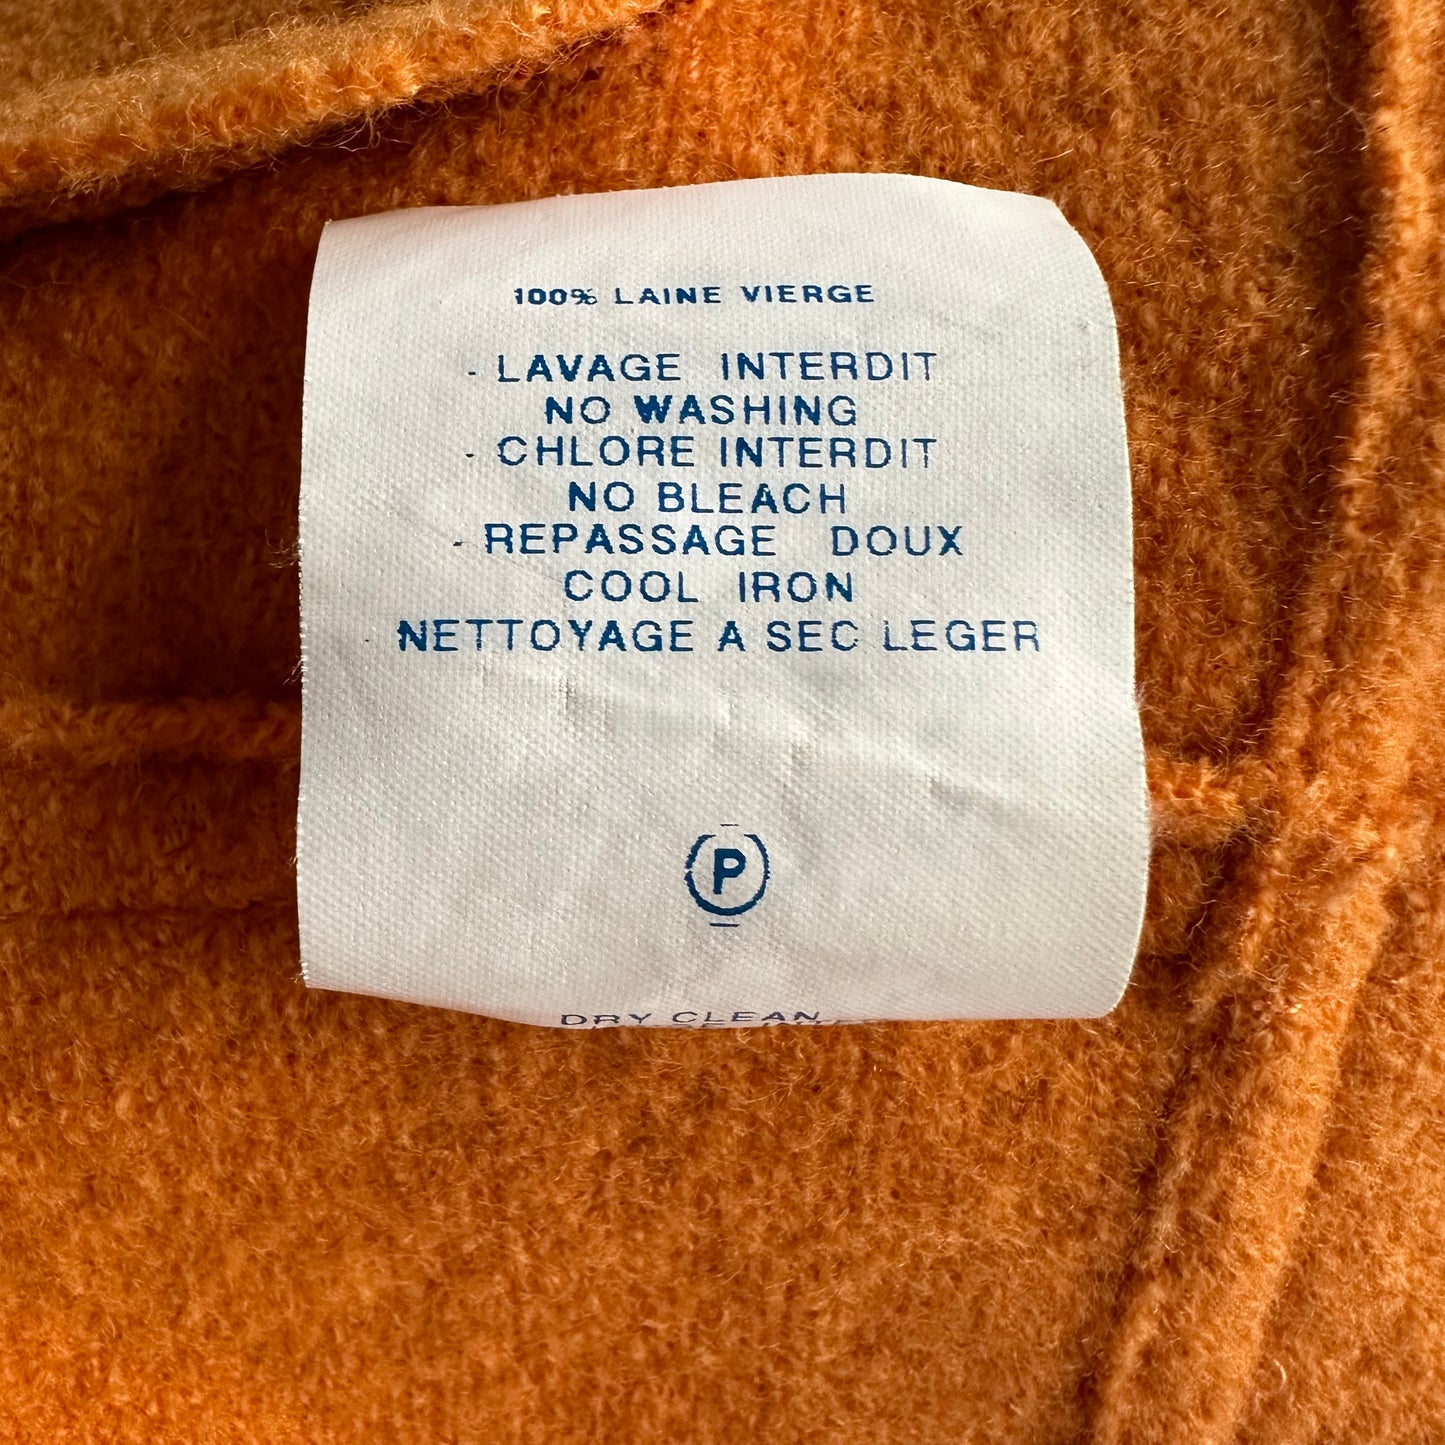 100% LAINE VIERGE
- LAVAGE INTERDIT
NO WASHING
- CHLORE INTERDIT
NO BLEACH
- REPASSAGE DOUX
COOL IRON
NETTOYAGE A SEC LEGER
P
DRY CLEAN